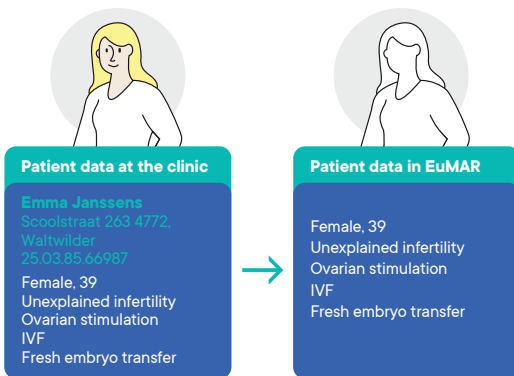 Patient data at the clinic
Emma Janssens
Scoolstraat 263 4772,
Waltwilder
25.03.85.66987
Female, 39
Unexplained infertility
Ovarian stimulation
IVF
Fresh embryo transfer
Patient data in EuMAR
Female, 39
Unexplained infertility
Ovarian stimulation
IVF
Fresh embryo transfer